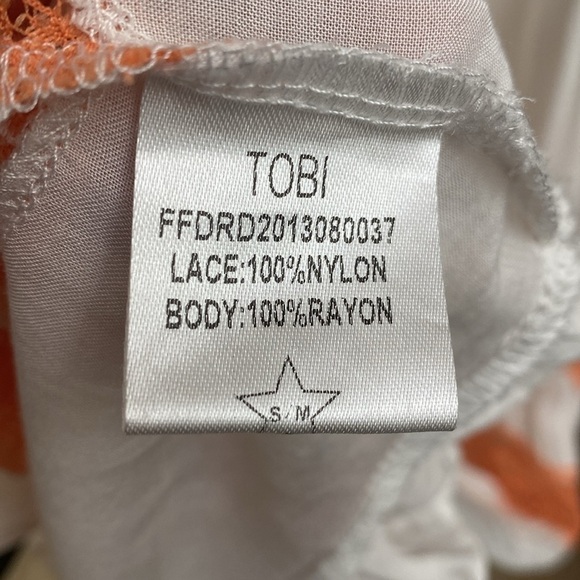 TOBI
FFDRD2013080037
LACE:100%NYLON
BODY:100%RAYON
S/M